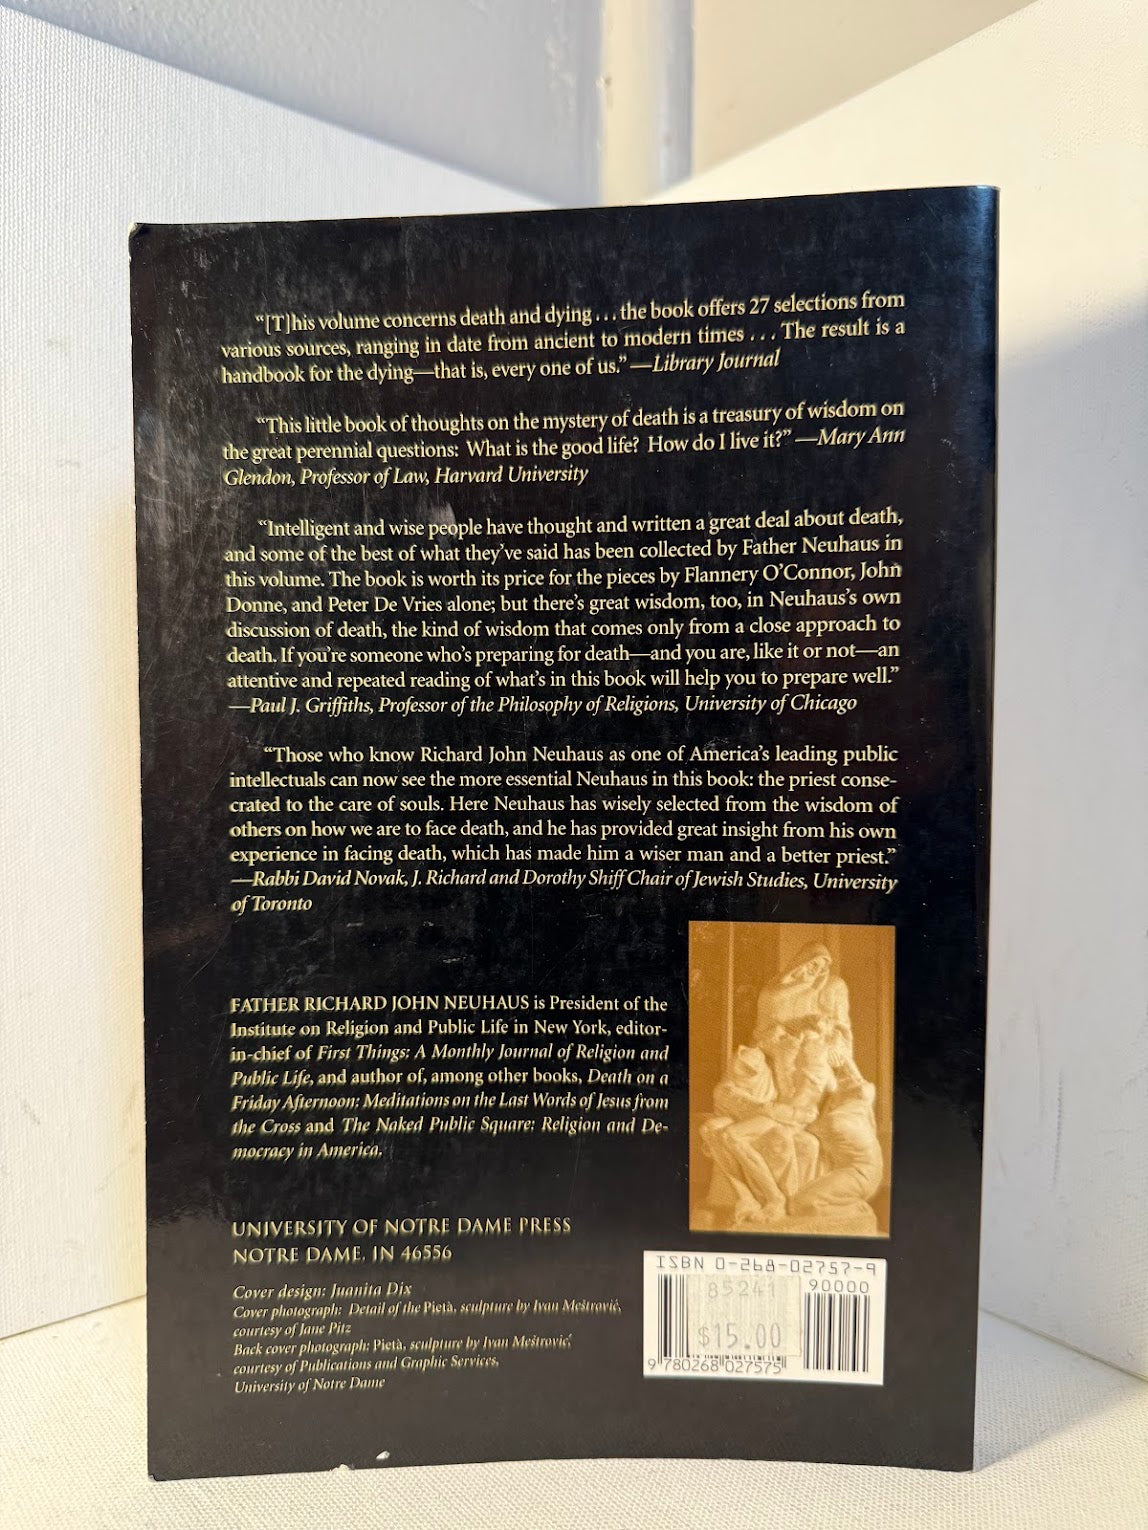 “[T]his volume concerns death and dying . . . the book offers 27 selections from
various sources, ranging in date from ancient to modern times . . . The result is a
handbook for the dying—that is, every one of us.” —Library Journal
“This little book of thoughts on the mystery of death is a treasury of wisdom on
the great perennial questions: What is the good life? How do I live it?” —Mary Ann
Glendon, Professor of Law, Harvard University
“Intelligent and wise people have thought and written a great deal about death,
and some of the best of what they’ve said has been collected by Father Neuhaus in
this volume. The book is worth its price for the pieces by Flannery O’Connor, John
Donne, and Peter De Vries alone; but there’s great wisdom, too, in Neuhaus’s own
discussion of death, the kind of wisdom that comes only from a close approach to
death. If you’re someone who’s preparing for death—and you are, like it or not—an
attentive and repeated reading of what’s in this book will help you to prepare well.”
—Paul J. Griffiths, Professor of the Philosophy of Religions, University of Chicago
“Those who know Richard John Neuhaus as one of America’s leading public
intellectuals can now see the more essential Neuhaus in this book: the priest conse-
crated to the care of souls. Here Neuhaus has wisely selected from the wisdom of
others on how we are to face death, and he has provided great insight from his own
experience in facing death, which has made him a wiser man and a better priest.”
—Rabbi David Novak, J. Richard and Dorothy Shiff Chair of Jewish Studies, University
of Toronto
FATHER RICHARD JOHN NEUHAUS is President of the
Institute on Religion and Public Life in New York, editor-
in-chief of First Things: A Monthly Journal of Religion and
Public Life, and author of, among other books, Death on a
Friday Afternoon: Meditations on the Last Words of Jesus from
the Cross and The Naked Public Square: Religion and De-
mocracy in America.
UNIVERSITY OF NOTRE DAME PRESS
NOTRE DAME, IN 46556
Cover design: Juanita Dix
Cover photograph: Detail of the Pietà, sculpture by Ivan Meštrović,
courtesy of Jane Pitz
Back cover photograph: Pietà, sculpture by Ivan Meštrović,
courtesy of Publications and Graphic Services,
University of Notre Dame
ISBN 0-268-02757-9
85241
90000
$15.00
9 780268 027575